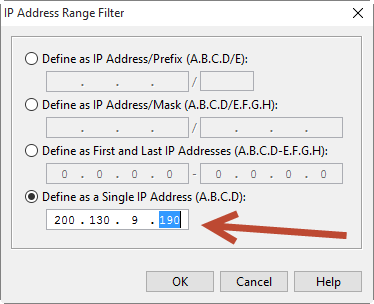 IP Address Range Filter
Define as IP Address/Prefix (A.B.C.D/E):
. . . /
Define as IP Address/Mask (A.B.C.D/E.F.G.H):
. . . / . . .
Define as First and Last IP Addresses (A.B.C.D-E.F.G.H):
0 . 0 . 0 . 0 - 0 . 0 . 0 . 0
Define as a Single IP Address (A.B.C.D):
200 . 130 . 9 . 190
OK Cancel Help